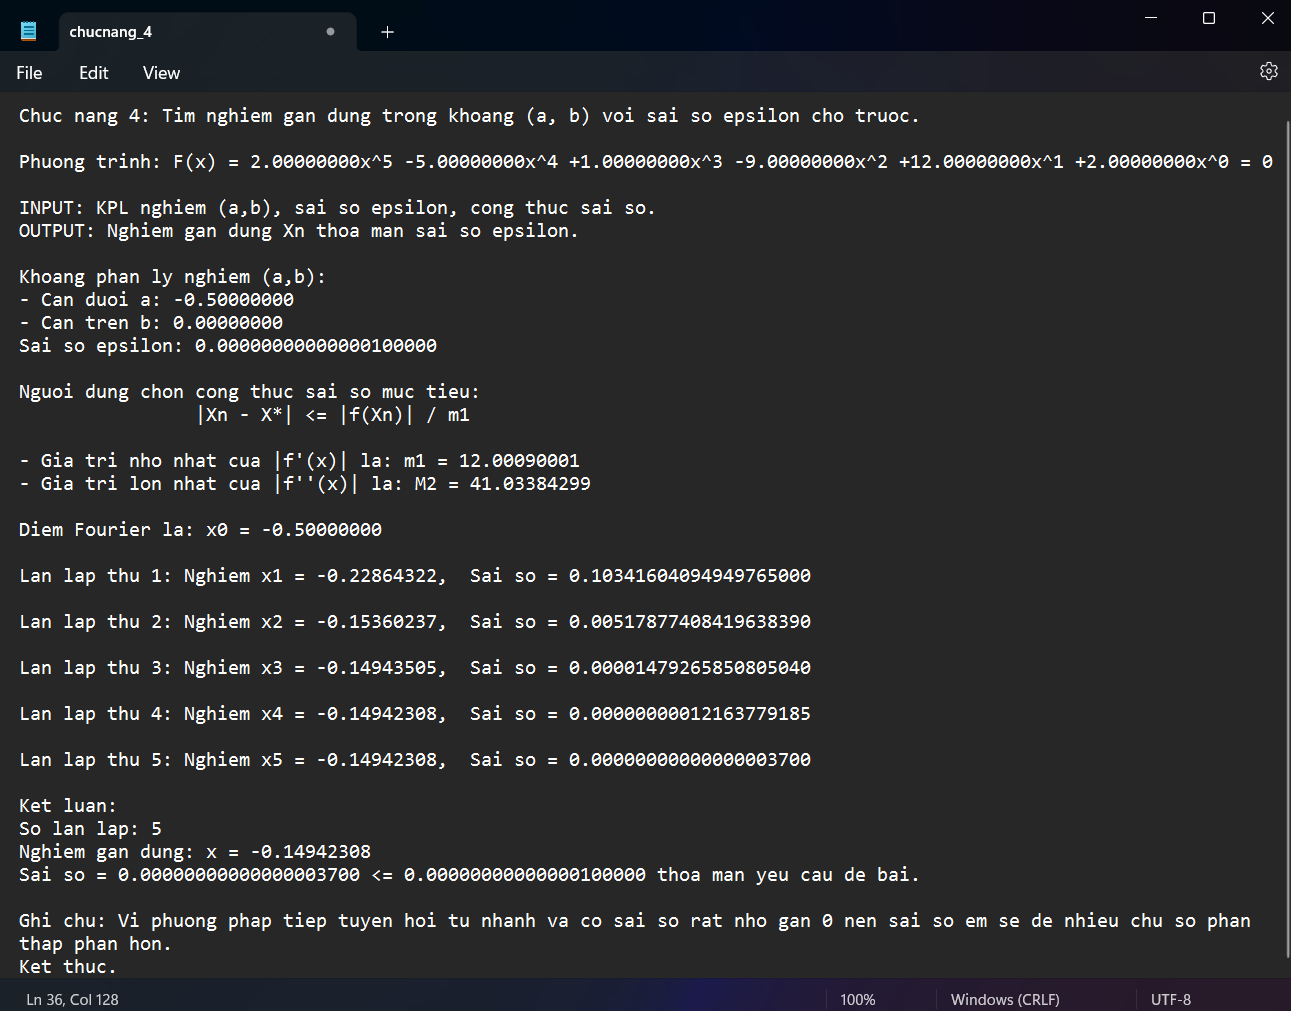 chucnang_4
File Edit View
Chuc nang 4: Tim nghiem gan dung trong khoang (a, b) voi sai so epsilon cho truoc.
Phuong trinh: F(x) = 2.00000000x^5 -5.00000000x^4 +1.00000000x^3 -9.00000000x^2 +12.00000000x^1 +2.00000000x^0 = 0
INPUT: KPL nghiem (a,b), sai so epsilon, cong thuc sai so.
OUTPUT: Nghiem gan dung Xn thoa man sai so epsilon.
Khoang phan ly nghiem (a,b):
- Can duoi a: -0.50000000
- Can tren b: 0.00000000
Sai so epsilon: 0.00000000000000100000
Nguoi dung chon cong thuc sai so muc tieu:
|Xn - X*| <= |f(Xn)| / m1
- Gia tri nho nhat cua |f'(x)| la: m1 = 12.00090001
- Gia tri lon nhat cua |f''(x)| la: M2 = 41.03384299
Diem Fourier la: x0 = -0.50000000
Lan lap thu 1: Nghiem x1 = -0.22864322,  Sai so = 0.10341604094949765000
Lan lap thu 2: Nghiem x2 = -0.15360237,  Sai so = 0.00517877408419638390
Lan lap thu 3: Nghiem x3 = -0.14943505,  Sai so = 0.00001479265850805040
Lan lap thu 4: Nghiem x4 = -0.14942308,  Sai so = 0.00000000012163779185
Lan lap thu 5: Nghiem x5 = -0.14942308,  Sai so = 0.00000000000000003700
Ket luan:
So lan lap: 5
Nghiem gan dung: x = -0.14942308
Sai so = 0.00000000000000003700 <= 0.00000000000000100000 thoa man yeu cau de bai.
Ghi chu: Vi phuong phap tiep tuyen hoi tu nhanh va co sai so rat nho gan 0 nen sai so em se de nhieu chu so phan
thap phan hon.
Ket thuc.
Ln 36, Col 128 100% Windows (CRLF) UTF-8